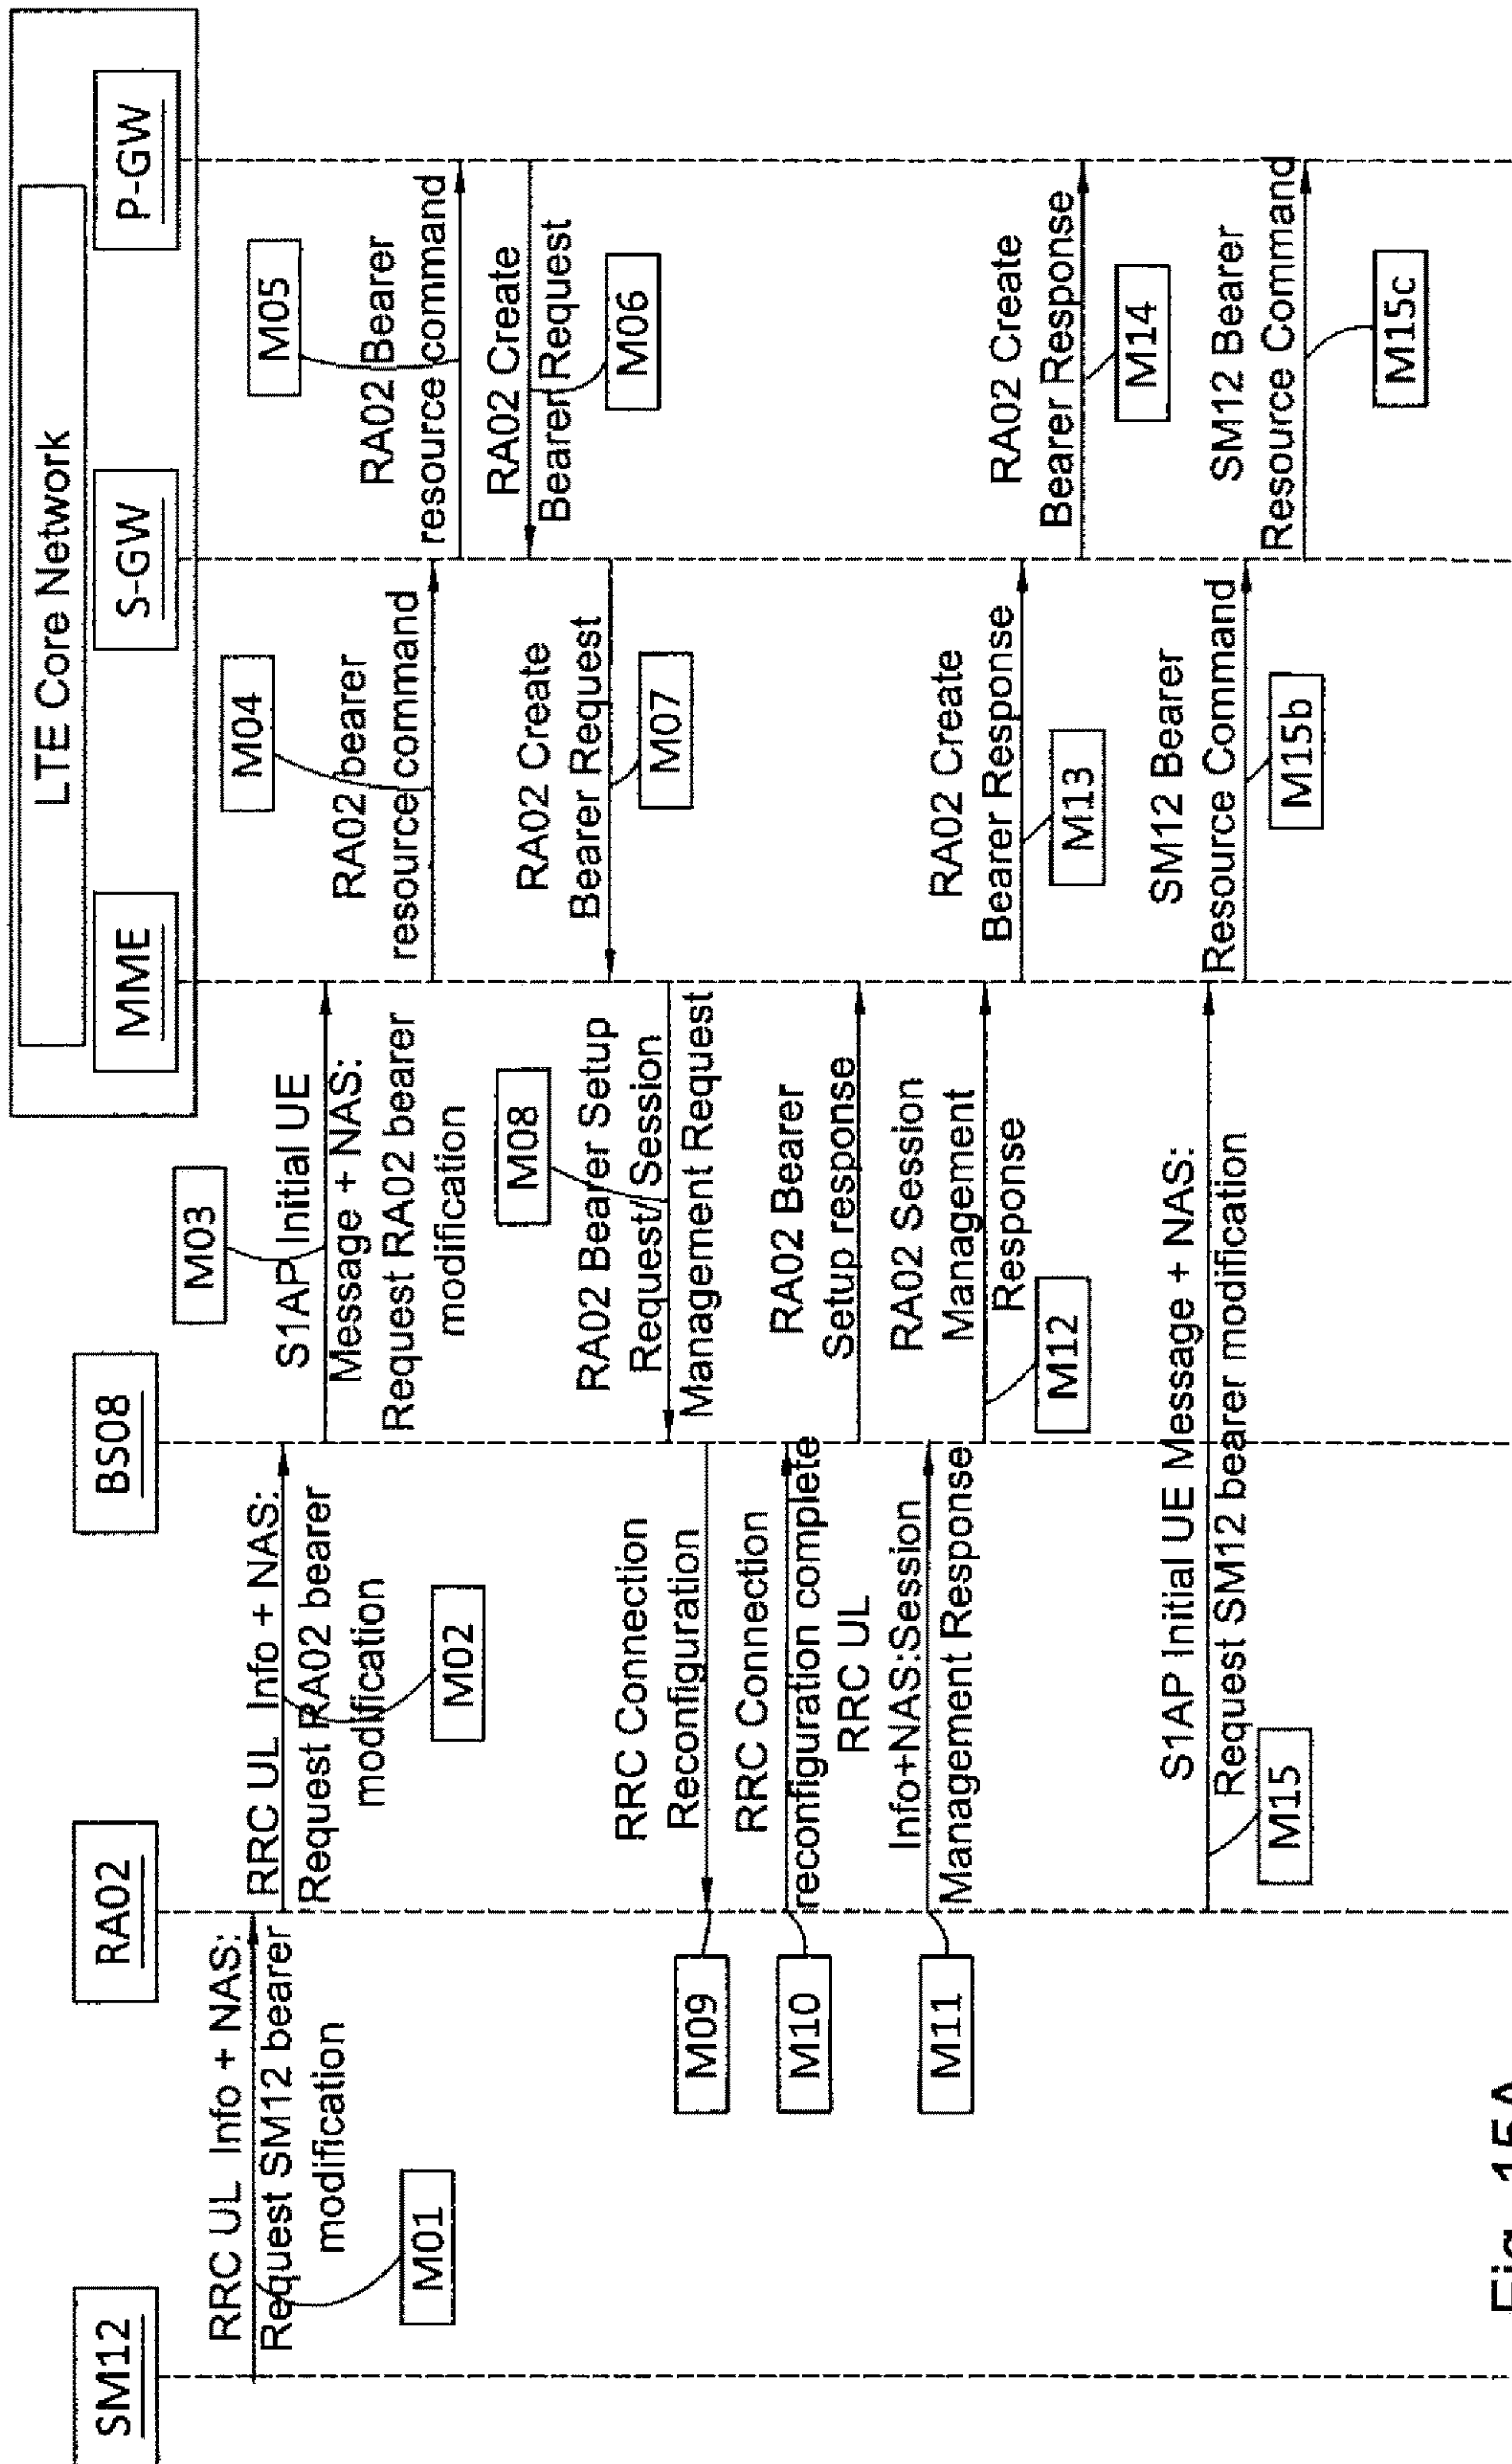 LTE Core Network
SM12
RA02
BS08
MME
S-GW
P-GW
RRC UL Info + NAS:
Request SM12 bearer
modification
M01
RRC UL Info + NAS:
Request RA02 bearer
modification
M02
M03
S1AP Initial UE
Message + NAS:
Request RA02 bearer
modification
M04
RA02 bearer
resource command
M05
RA02 Bearer
resource command
RA02 Create
Bearer Request
M06
RA02 Create
Bearer Request
M07
M08
RA02 Bearer Setup
Request/ Session
Management Request
RRC Connection
Reconfiguration
M09
RRC Connection
reconfiguration complete
M10
RA02 Bearer
Setup response
RRC UL
Info+NAS:Session
Management Response
M11
RA02 Session
Management
Response
M12
RA02 Create
Bearer Response
M13
RA02 Create
Bearer Response
M14
S1AP Initial UE Message + NAS:
Request SM12 bearer modification
M15
SM12 Bearer
Resource Command
M15b
SM12 Bearer
Resource Command
M15c
Fig. 15A